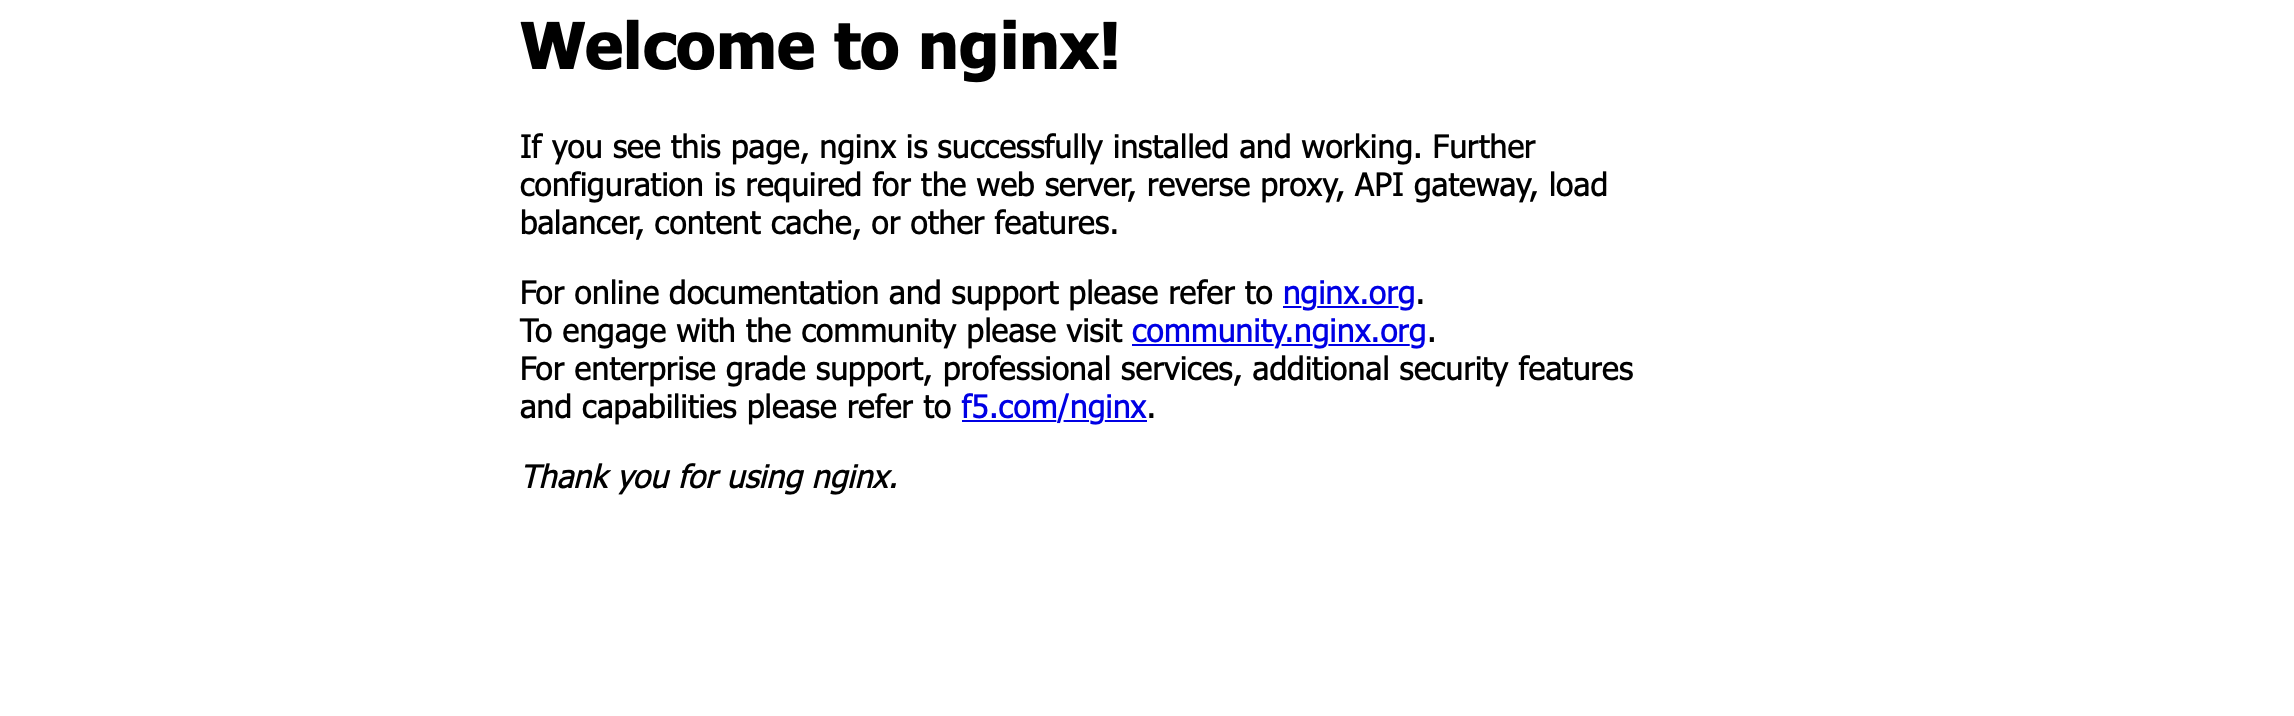 Welcome to nginx!
If you see this page, nginx is successfully installed and working. Further
configuration is required for the web server, reverse proxy, API gateway, load
balancer, content cache, or other features.
For online documentation and support please refer to nginx.org.
To engage with the community please visit community.nginx.org.
For enterprise grade support, professional services, additional security features
and capabilities please refer to f5.com/nginx.
Thank you for using nginx.